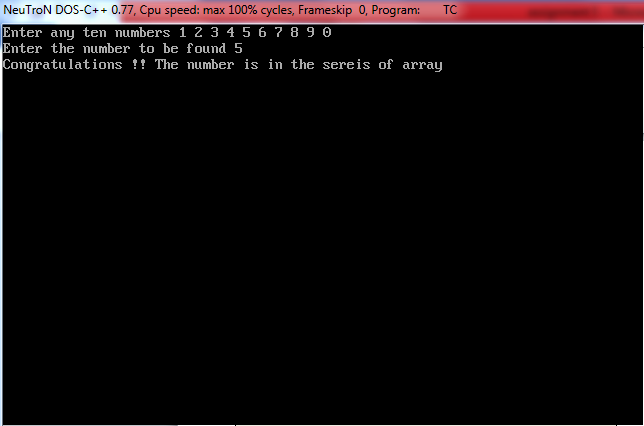 NeuTroN DOS-C++ 0.77, Cpu speed: max 100% cycles, Frameskip 0, Program: TC
Enter any ten numbers 1 2 3 4 5 6 7 8 9 0
Enter the number to be found 5
Congratulations !! The number is in the sereis of array